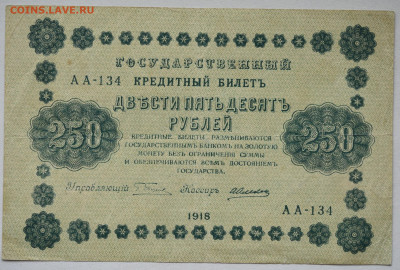 COINS.LAVE.RU
ГОСУДАРСТВЕННЫЙ
АА-134 КРЕДИТНЫЙ БИЛЕТЪ
ДВѢСТИ ПЯТЬДЕСЯТЪ
РУБЛЕЙ
250 250
КРЕДИТНЫЕ БИЛЕТЫ РАЗМѢНИВАЮТСЯ
ГОСУДАРСТВЕННЫМЪ БАНКОМЪ НА ЗОЛОТУЮ
МОНЕТУ БЕЗЪ ОГРАНИЧЕНІЯ СУММЫ
И ОБЕЗПЕЧИВАЮТСЯ ВСѢМЪ ДОСТОЯНІЕМЪ
ГОСУДАРСТВА.
Управляющій Кассиръ
1918
АА-134